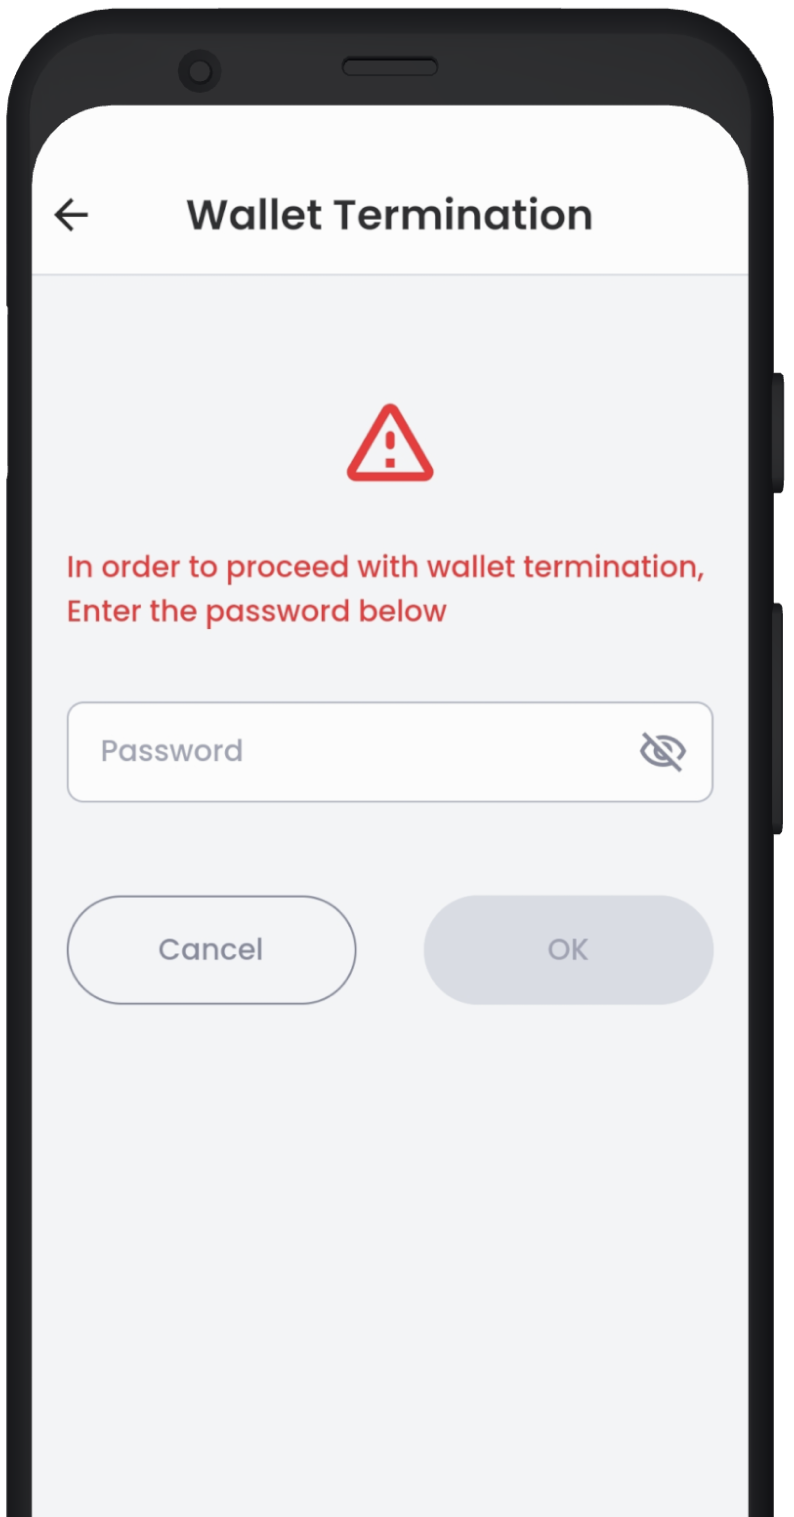 Wallet Termination
In order to proceed with wallet termination,
Enter the password below
Password
Cancel
OK